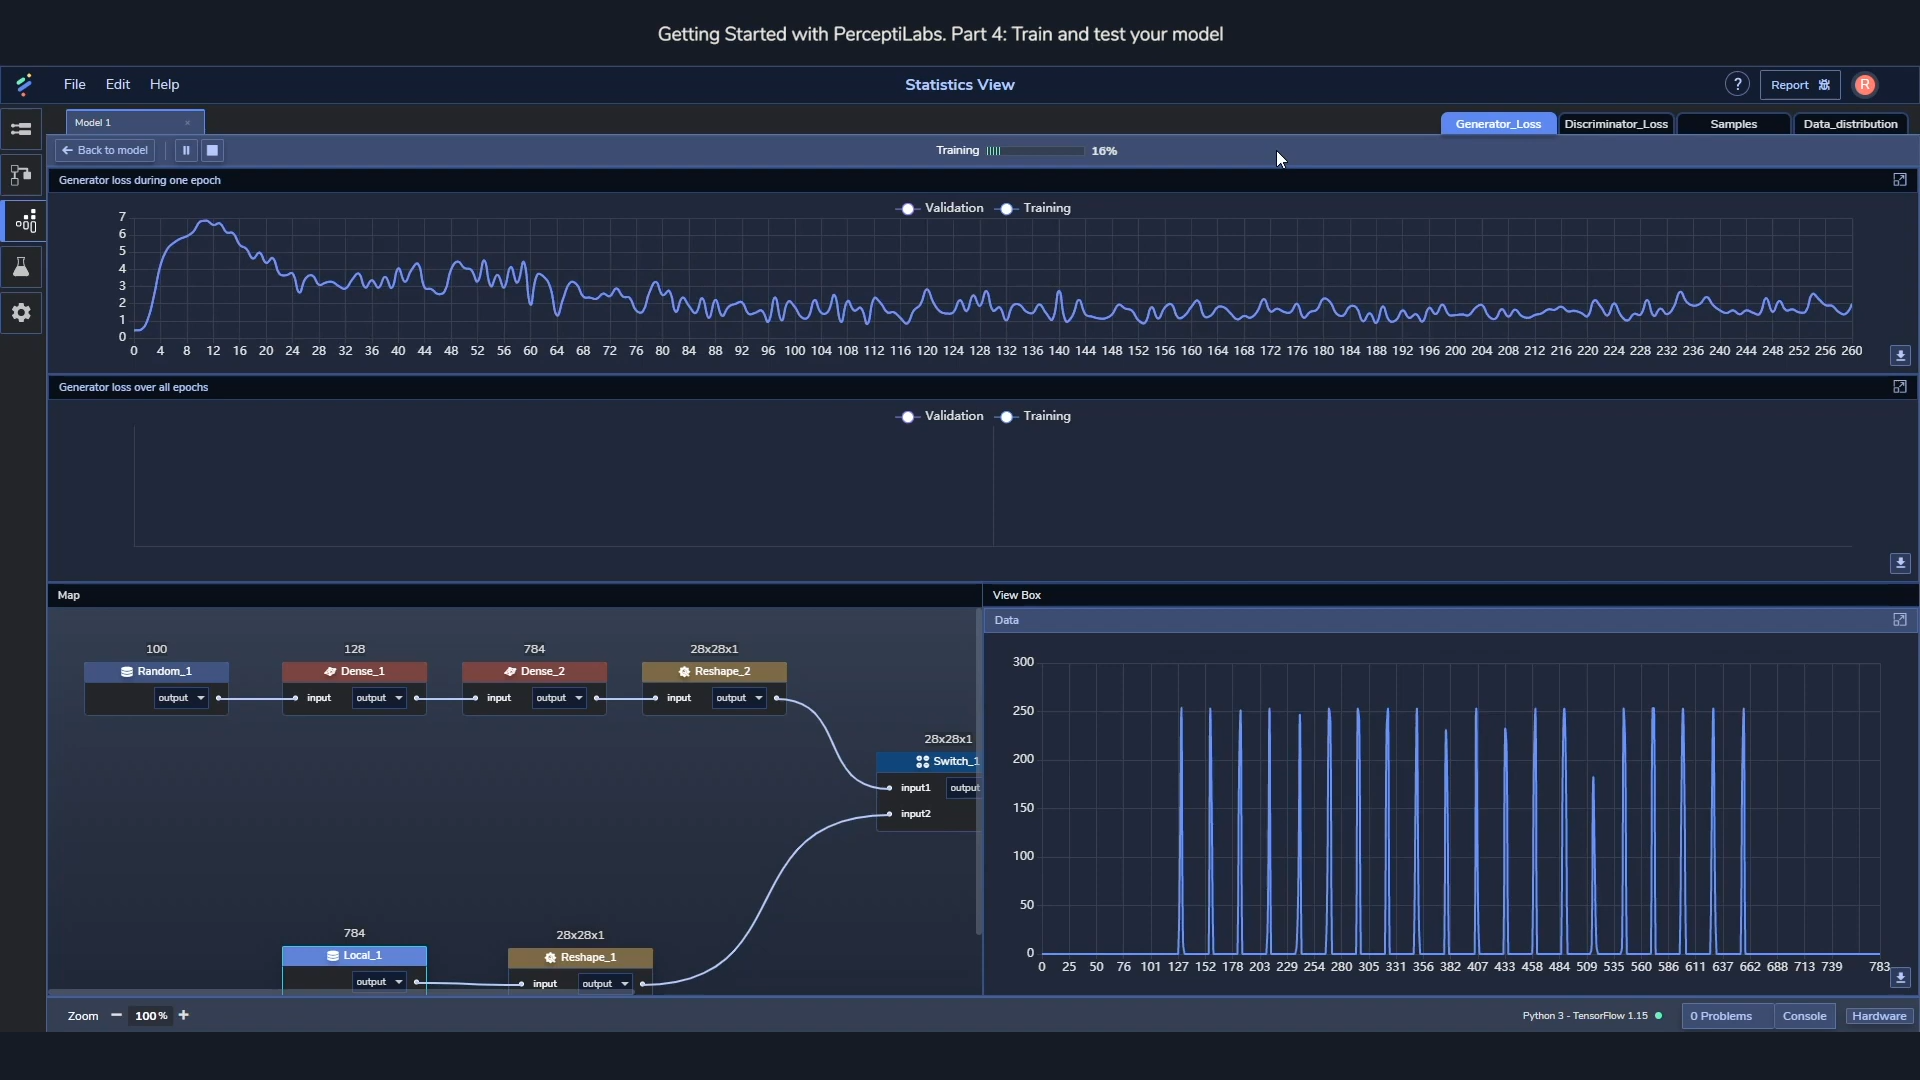 Getting Started with PerceptiLabs. Part 4: Train and test your model
File Edit Help
Statistics View
? Report R
Model 1 ×
Generator_Loss Discriminator_Loss Samples Data_distribution
Back to model
Training 16%
Generator loss during one epoch
Validation Training
7
6
5
4
3
2
1
0
0 4 8 12 16 20 24 28 32 36 40 44 48 52 56 60 64 68 72 76 80 84 88 92 96 100 104 108 112 116 120 124 128 132 136 140 144 148 152 156 160 164 168 172 176 180 184 188 192 196 200 204 208 212 216 220 224 228 232 236 240 244 248 252 256 260
Generator loss over all epochs
Validation Training
Map
100 128 784 28x28x1
Random_1 Dense_1 Dense_2 Reshape_2
output input output input output input output
28x28x1
Switch_1
input1 output
input2
784 28x28x1
Local_1 Reshape_1
output input output
View Box
Data
300
250
200
150
100
50
0
0 25 50 76 101 127 152 178 203 229 254 280 305 331 356 382 407 433 458 484 509 535 560 586 611 637 662 688 713 739 783
Zoom − 100% +
Python 3 - TensorFlow 1.15
0 Problems Console Hardware